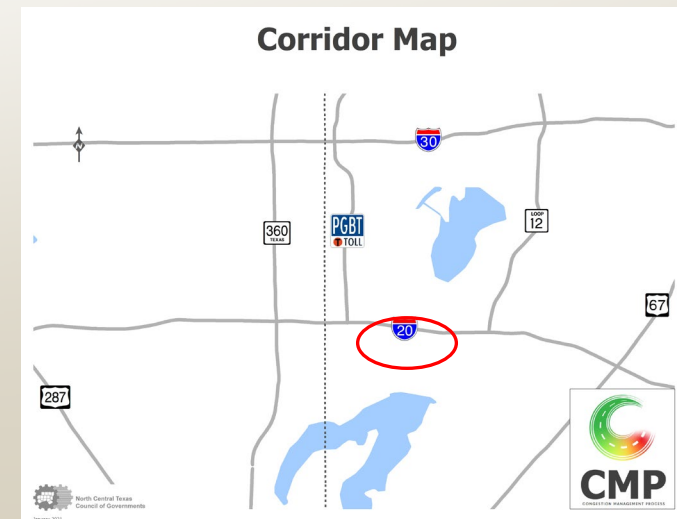 Corridor Map
N
30
LOOP
12
360
TEXAS
PGBT
T TOLL
67
20
287
CMP
CONGESTION MANAGEMENT PROCESS
North Central Texas
Council of Governments